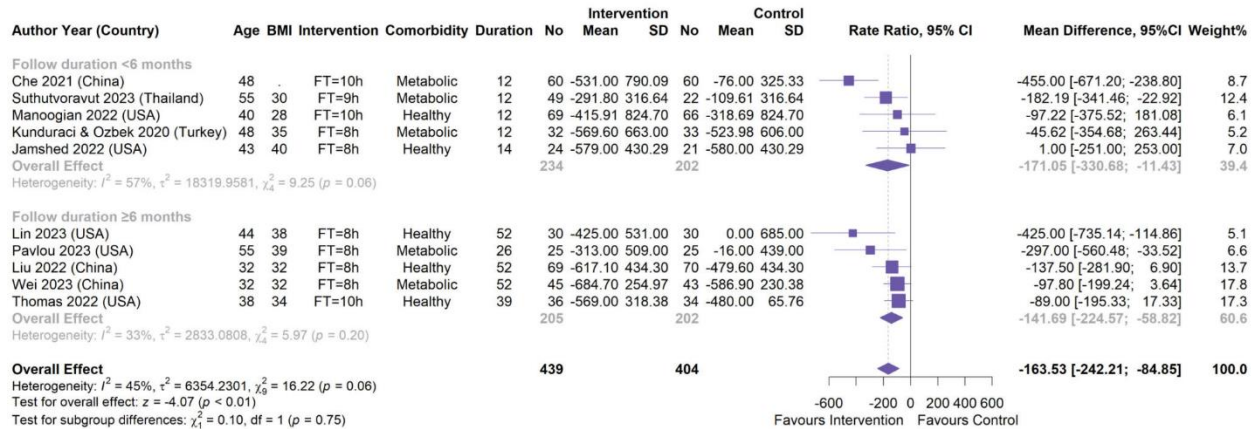 Intervention Control
Author Year (Country) Age BMI Intervention Comorbidity Duration No Mean SD No Mean SD Rate Ratio, 95% CI Mean Difference, 95%CI Weight%
Follow duration <6 months
Che 2021 (China) 48 . FT=10h Metabolic 12 60 -531.00 790.09 60 -76.00 325.33 -455.00 [-671.20; -238.80] 8.7
Suthutvoravut 2023 (Thailand) 55 30 FT=9h Metabolic 12 49 -291.80 316.64 22 -109.61 316.64 -182.19 [-341.46; -22.92] 12.4
Manoogian 2022 (USA) 40 28 FT=10h Healthy 12 69 -415.91 824.70 66 -318.69 824.70 -97.22 [-375.52; 181.08] 6.1
Kunduraci & Ozbek 2020 (Turkey) 48 35 FT=8h Metabolic 12 32 -569.60 663.00 33 -523.98 606.00 -45.62 [-354.68; 263.44] 5.2
Jamshed 2022 (USA) 43 40 FT=8h Healthy 14 24 -579.00 430.29 21 -580.00 430.29 1.00 [-251.00; 253.00] 7.0
Overall Effect 234 202 -171.05 [-330.68; -11.43] 39.4
Heterogeneity: I² = 57%, τ² = 18319.9581, χ²₄ = 9.25 (p = 0.06)
Follow duration ≥6 months
Lin 2023 (USA) 44 38 FT=8h Healthy 52 30 -425.00 531.00 30 0.00 685.00 -425.00 [-735.14; -114.86] 5.1
Pavlou 2023 (USA) 55 39 FT=8h Metabolic 26 25 -313.00 509.00 25 -16.00 439.00 -297.00 [-560.48; -33.52] 6.6
Liu 2022 (China) 32 32 FT=8h Healthy 52 69 -617.10 434.30 70 -479.60 434.30 -137.50 [-281.90; 6.90] 13.7
Wei 2023 (China) 32 32 FT=8h Metabolic 52 45 -684.70 254.97 43 -586.90 230.38 -97.80 [-199.24; 3.64] 17.8
Thomas 2022 (USA) 38 34 FT=10h Healthy 39 36 -569.00 318.38 34 -480.00 65.76 -89.00 [-195.33; 17.33] 17.3
Overall Effect 205 202 -141.69 [-224.57; -58.82] 60.6
Heterogeneity: I² = 33%, τ² = 2833.0808, χ²₄ = 5.97 (p = 0.20)
Overall Effect 439 404 -163.53 [-242.21; -84.85] 100.0
Heterogeneity: I² = 45%, τ² = 6354.2301, χ²₉ = 16.22 (p = 0.06)
Test for overall effect: z = -4.07 (p < 0.01)
Test for subgroup differences: χ²₁ = 0.10, df = 1 (p = 0.75)
-600 -200 0 200 400 600
Favours Intervention Favours Control